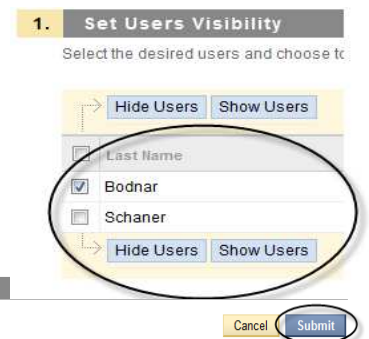 1. Set Users Visibility
Select the desired users and choose to
Hide Users Show Users
Last Name
Bodnar
Schaner
Hide Users Show Users
Cancel Submit